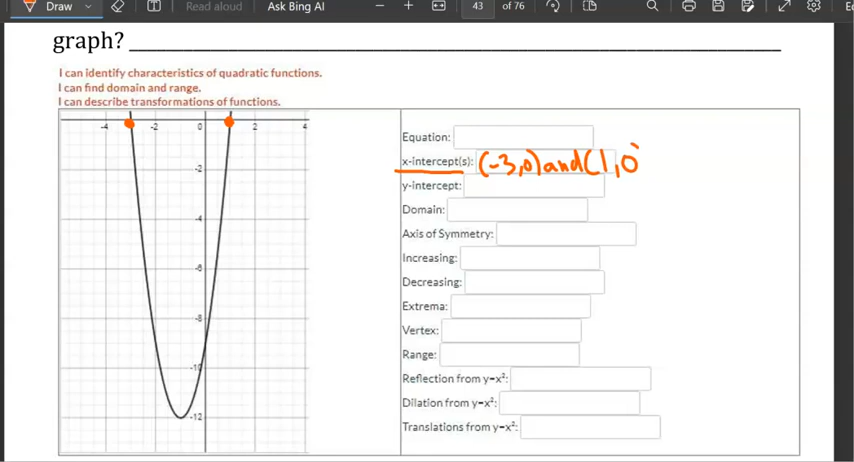 Draw Read aloud Ask Bing AI 43 of 76
graph?
I can identify characteristics of quadratic functions.
I can find domain and range.
I can describe transformations of functions.
-4 -2 0 2 4
-2
-4
-6
-8
-10
-12
Equation:
x-intercept(s): (-3,0) and (1,0
y-intercept:
Domain:
Axis of Symmetry:
Increasing:
Decreasing:
Extrema:
Vertex:
Range:
Reflection from y=x²:
Dilation from y=x²:
Translations from y=x²: